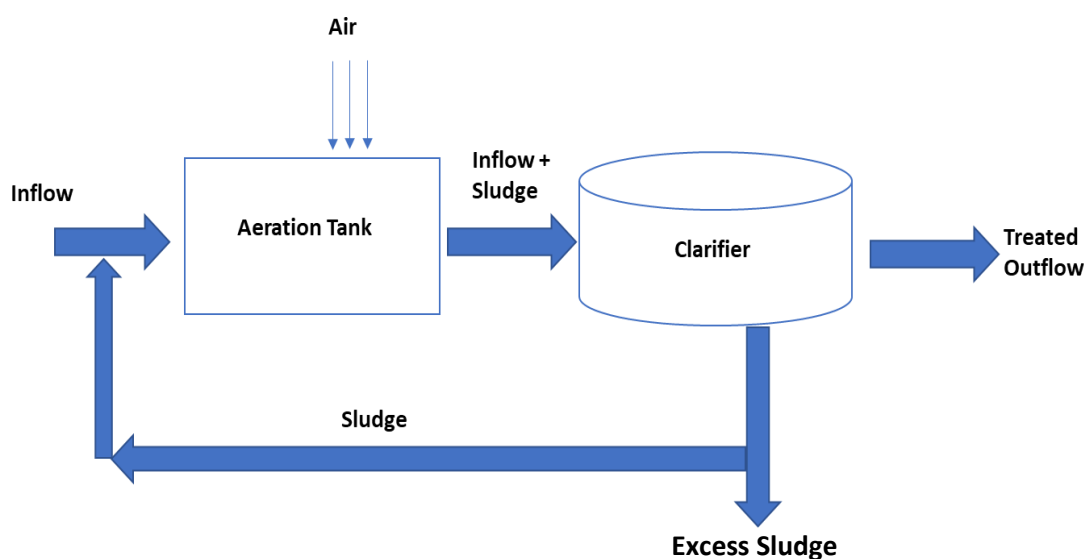 Air
Inflow
Aeration Tank
Inflow +
Sludge
Clarifier
Treated
Outflow
Sludge
Excess Sludge